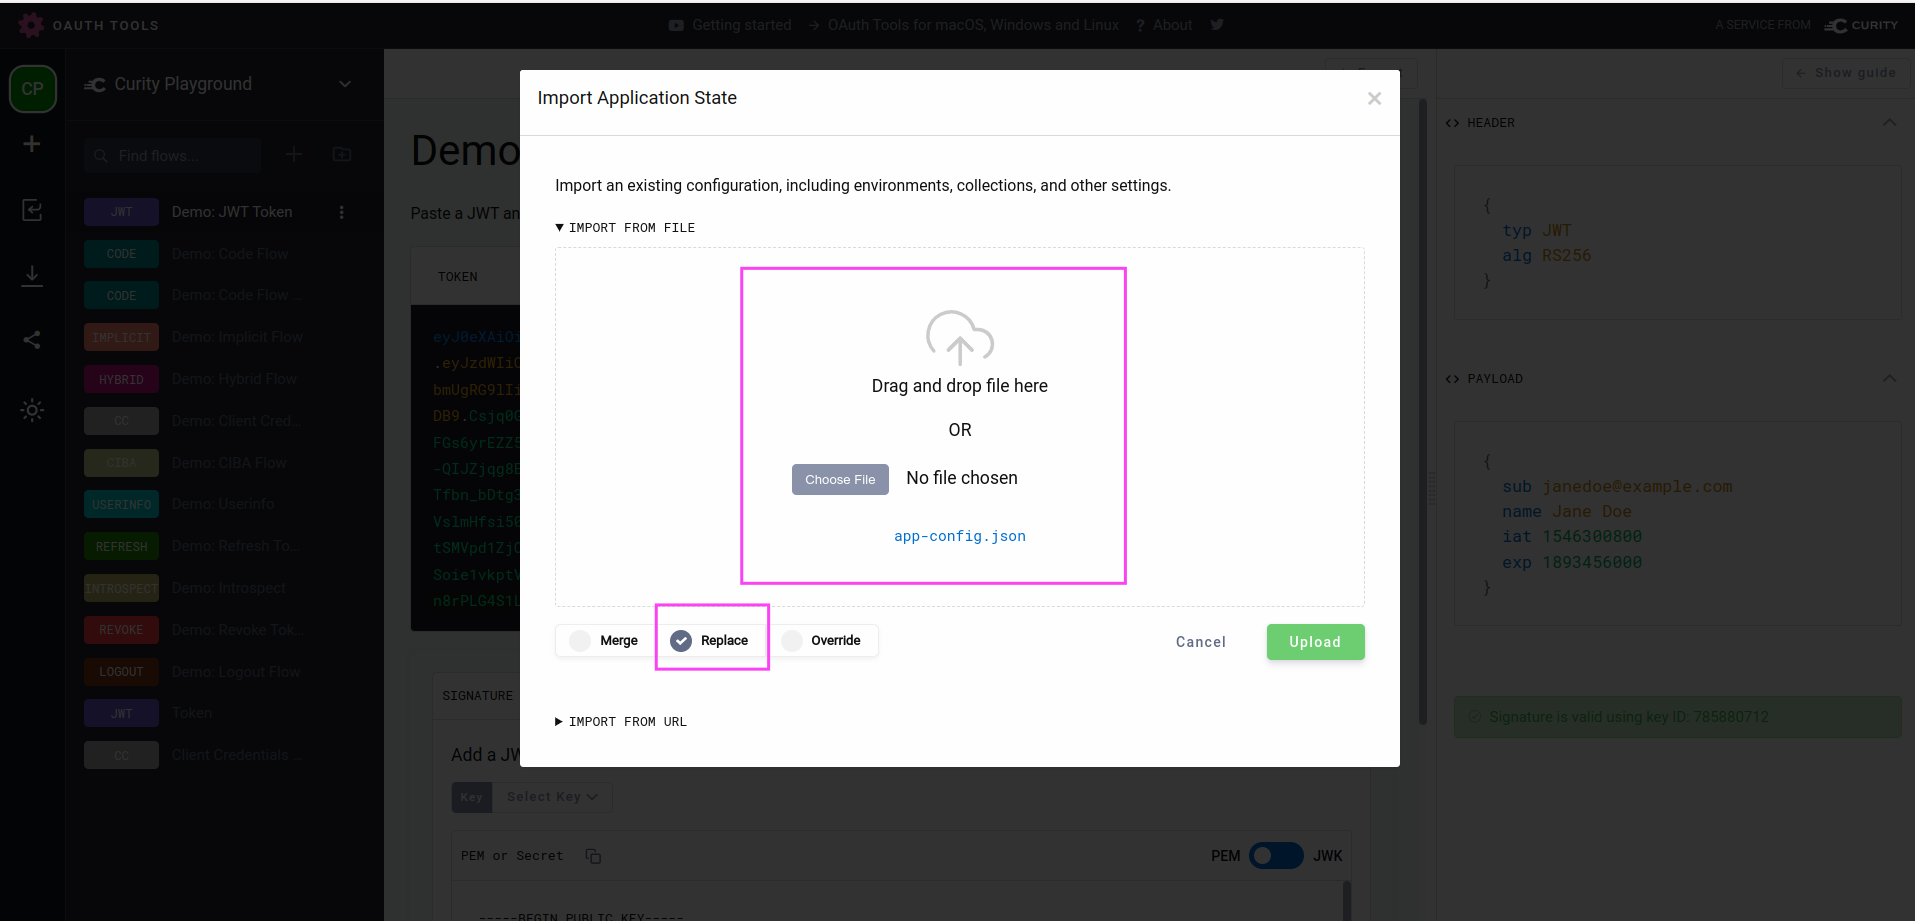 OAUTH TOOLS
Getting started
OAuth Tools for macOS, Windows and Linux
? About
A SERVICE FROM
CURITY
CP
Curity Playground
Find flows...
JWT Demo: JWT Token
CODE Demo: Code Flow
CODE Demo: Code Flow ...
IMPLICIT Demo: Implicit Flow
HYBRID Demo: Hybrid Flow
CC Demo: Client Cred...
CIBA Demo: CIBA Flow
USERINFO Demo: Userinfo
REFRESH Demo: Refresh To...
INTROSPECT Demo: Introspect
REVOKE Demo: Revoke Tok...
LOGOUT Demo: Logout Flow
JWT Token
CC Client Credentials ...
Demo
Paste a JWT an
TOKEN
eyJ0eXAiOi
.eyJzdWIiO
DB9.Csjq0G
FGs6yrEZZ5
-QIJZjqg8E
Tfbn_bDtg3
VslmHfsi50
tSMVpd1ZjO
Soie1vkptV
n8rPLG4S1L
SIGNATURE
Add a JW
Key Select Key
PEM or Secret
PEM JWK
-----BEGIN PUBLIC KEY-----
Import Application State
Import an existing configuration, including environments, collections, and other settings.
IMPORT FROM FILE
Drag and drop file here
OR
Choose File No file chosen
app-config.json
Merge Replace Override
Cancel Upload
IMPORT FROM URL
Show guide
HEADER
{
typ JWT
alg RS256
}
PAYLOAD
{
sub janedoe@example.com
name Jane Doe
iat 1546300800
exp 1893456000
}
Signature is valid using key ID: 785880712